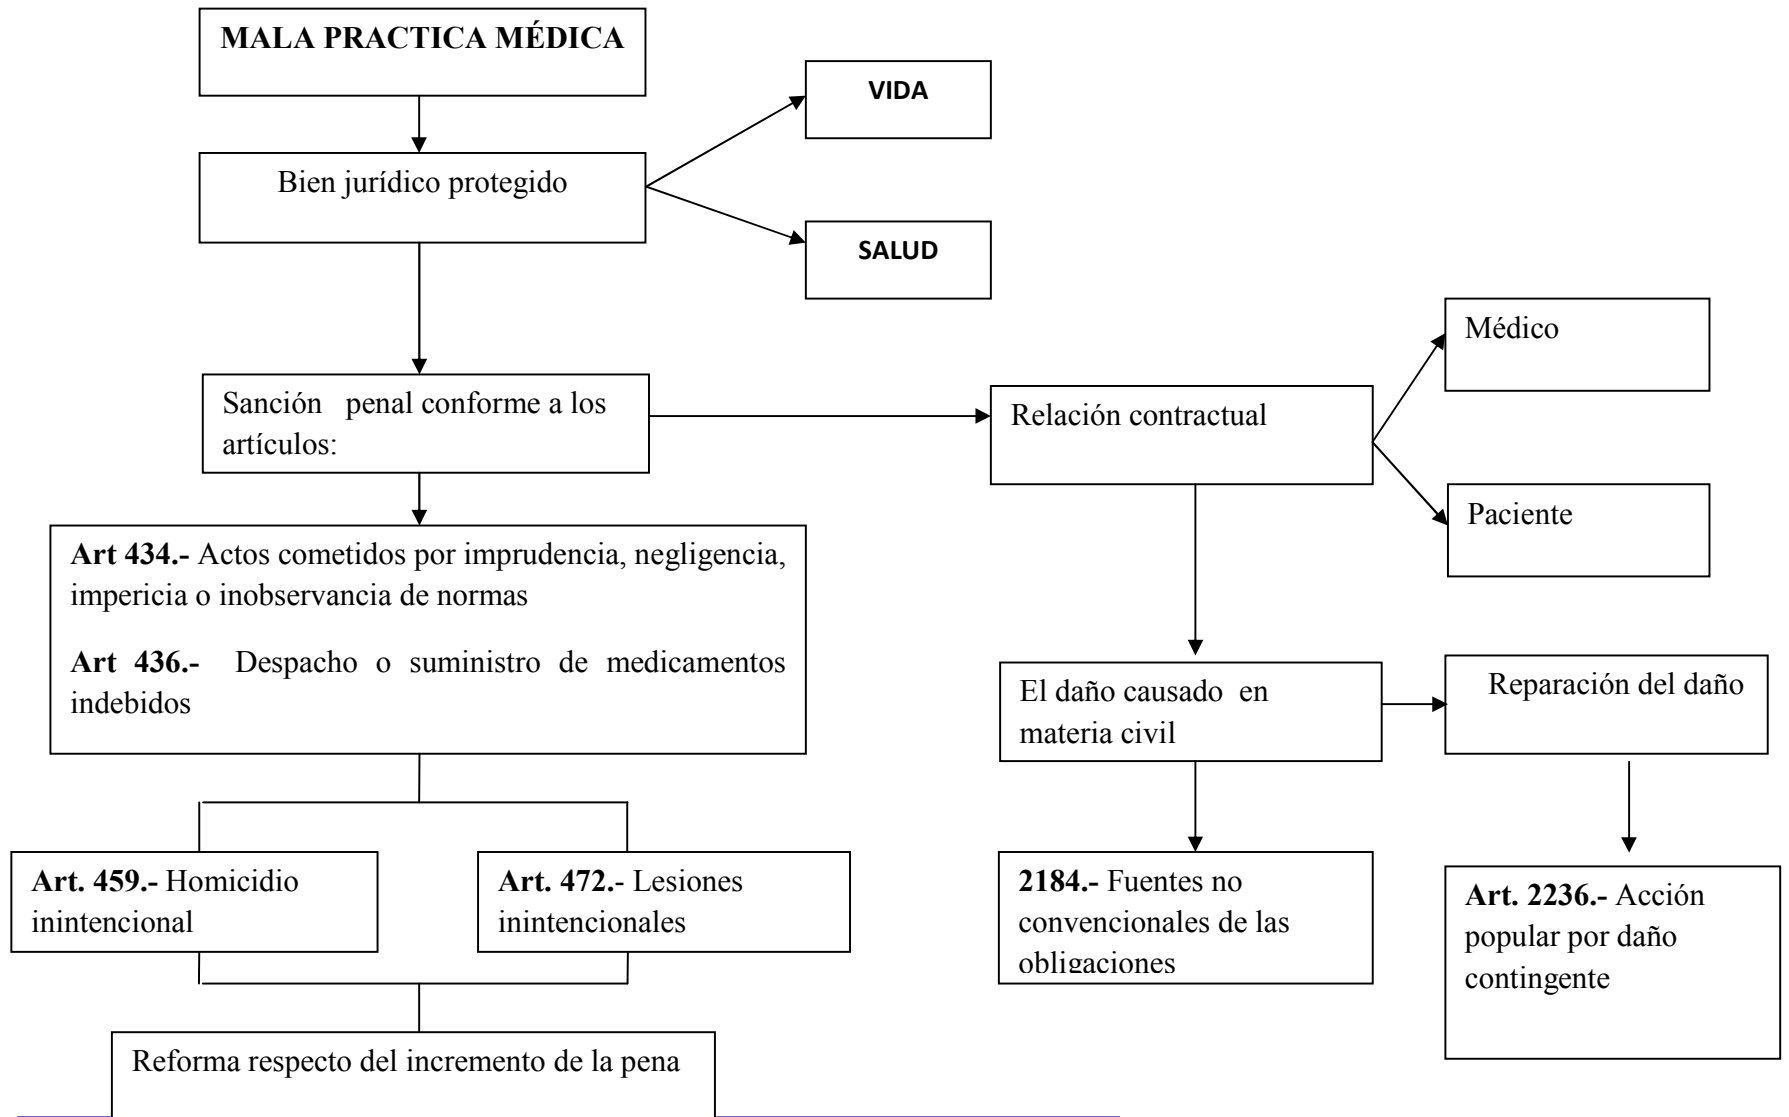 MALA PRACTICA MÉDICA
VIDA
Bien jurídico protegido
SALUD
Médico
Sanción penal conforme a los
artículos:
Relación contractual
Paciente
Art 434.- Actos cometidos por imprudencia, negligencia,
impericia o inobservancia de normas
Art 436.- Despacho o suministro de medicamentos
indebidos
El daño causado en
materia civil
Reparación del daño
Art. 459.- Homicidio
inintencional
Art. 472.- Lesiones
inintencionales
2184.- Fuentes no
convencionales de las
obligaciones
Art. 2236.- Acción
popular por daño
contingente
Reforma respecto del incremento de la pena